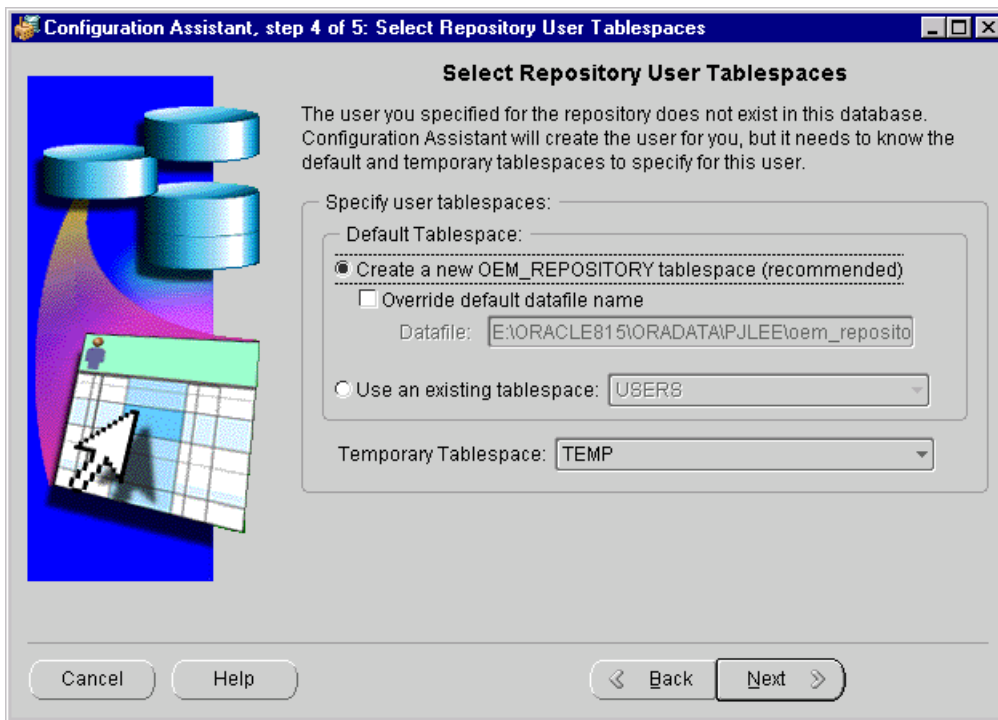 Configuration Assistant, step 4 of 5: Select Repository User Tablespaces
Select Repository User Tablespaces
The user you specified for the repository does not exist in this database.
Configuration Assistant will create the user for you, but it needs to know the
default and temporary tablespaces to specify for this user.
Specify user tablespaces:
Default Tablespace:
Create a new OEM_REPOSITORY tablespace (recommended)
Override default datafile name
Datafile: E:\ORACLE815\ORADATA\PJLEE\oem_reposito
Use an existing tablespace: USERS
Temporary Tablespace: TEMP
Cancel Help Back Next